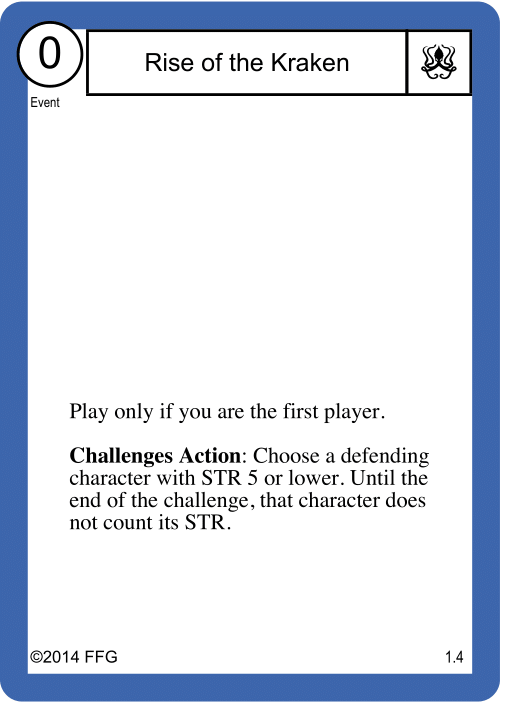 0
Rise of the Kraken
Event
Play only if you are the first player.
Challenges Action: Choose a defending
character with STR 5 or lower. Until the
end of the challenge, that character does
not count its STR.
©2014 FFG
1.4